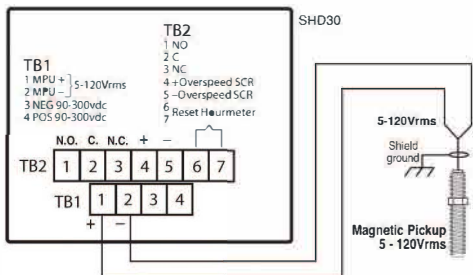 SHD30
TB1
1 MPU +
2 MPU -
5-120Vrms
3 NEG 90-300vdc
4 POS 90-300vdc
TB2
1 NO
2 C
3 NC
4 +Overspeed SCR
5 -Overspeed SCR
6
7
Reset Hourmeter
N.O. C. N.C. + -
TB2 1 2 3 4 5 6 7
TB1 1 2 3 4
+ -
5-120Vrms
Shield
ground
Magnetic Pickup
5 - 120Vrms